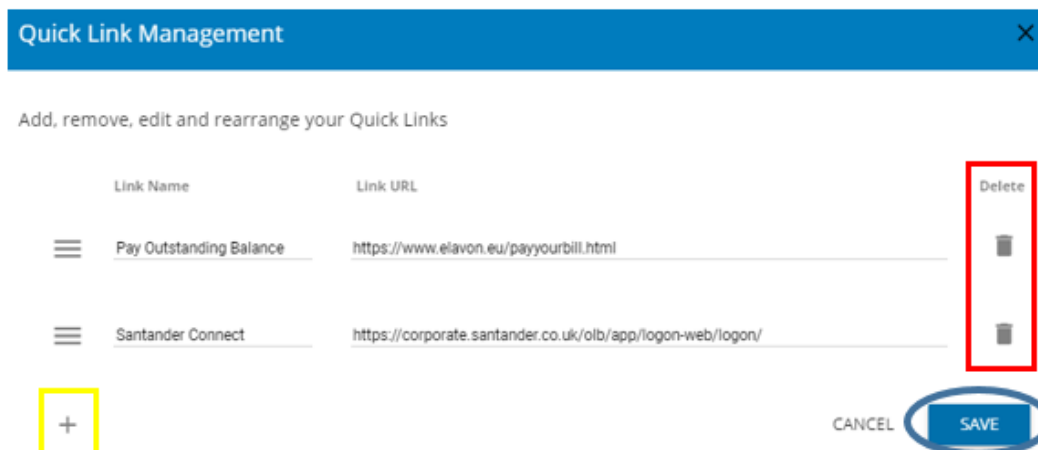 Quick Link Management
Add, remove, edit and rearrange your Quick Links
Link Name Link URL Delete
Pay Outstanding Balance https://www.elavon.eu/payyourbill.html
Santander Connect https://corporate.santander.co.uk/olb/app/logon-web/logon/
+ CANCEL SAVE